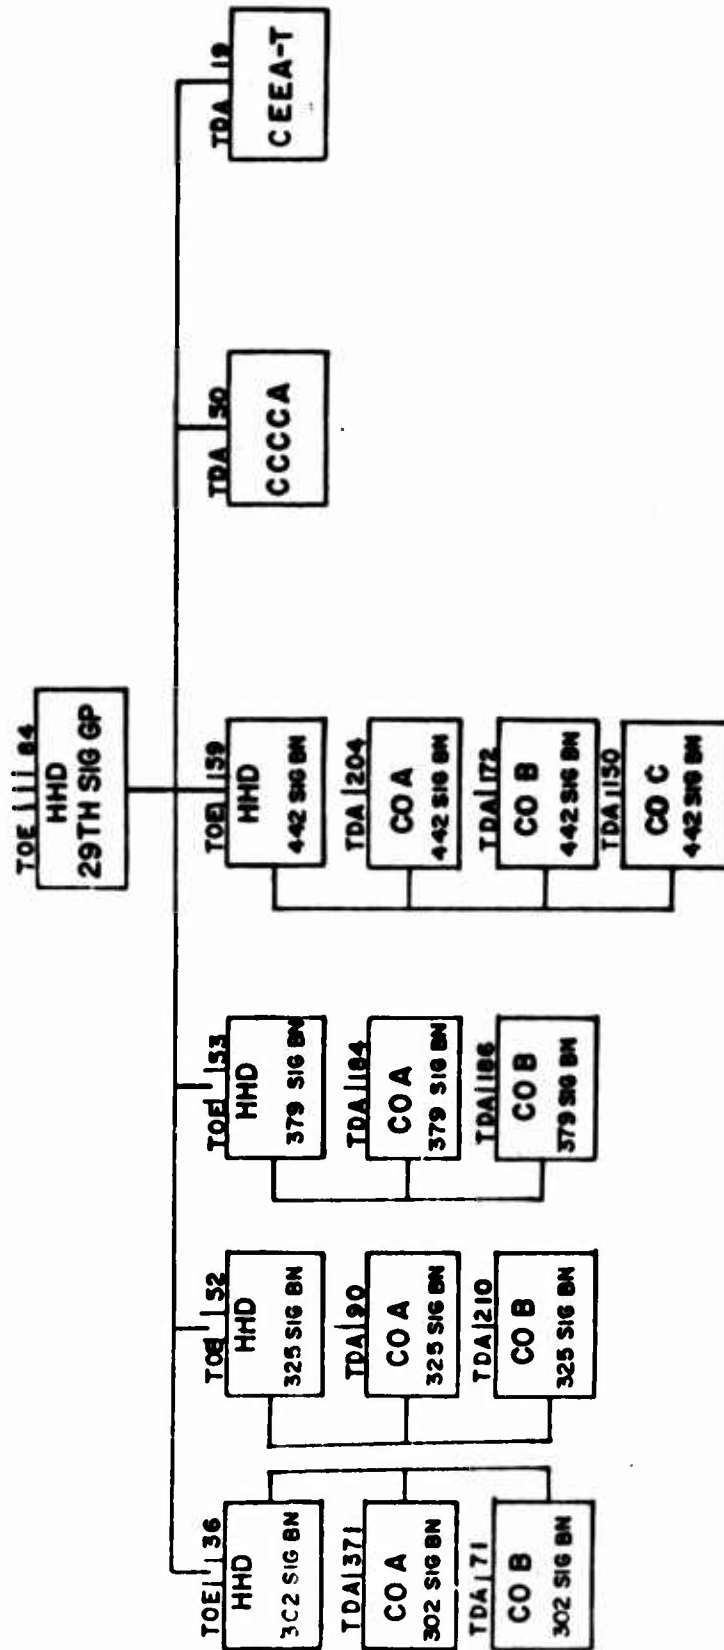 TOE 84
HHD
29TH SIG GP
TOE 36
HHD
302 SIG BN
TDA 371
CO A
302 SIG BN
TDA 71
CO B
302 SIG BN
TOE 52
HHD
325 SIG BN
TDA 90
CO A
325 SIG BN
TDA 210
CO B
325 SIG BN
TOE 53
HHD
379 SIG BN
TDA 184
CO A
379 SIG BN
TDA 186
CO B
379 SIG BN
TOE 59
HHD
442 SIG BN
TDA 204
CO A
442 SIG BN
TDA 172
CO B
442 SIG BN
TDA 150
CO C
442 SIG BN
TDA 30
CCCCA
TDA 19
CEEA-T